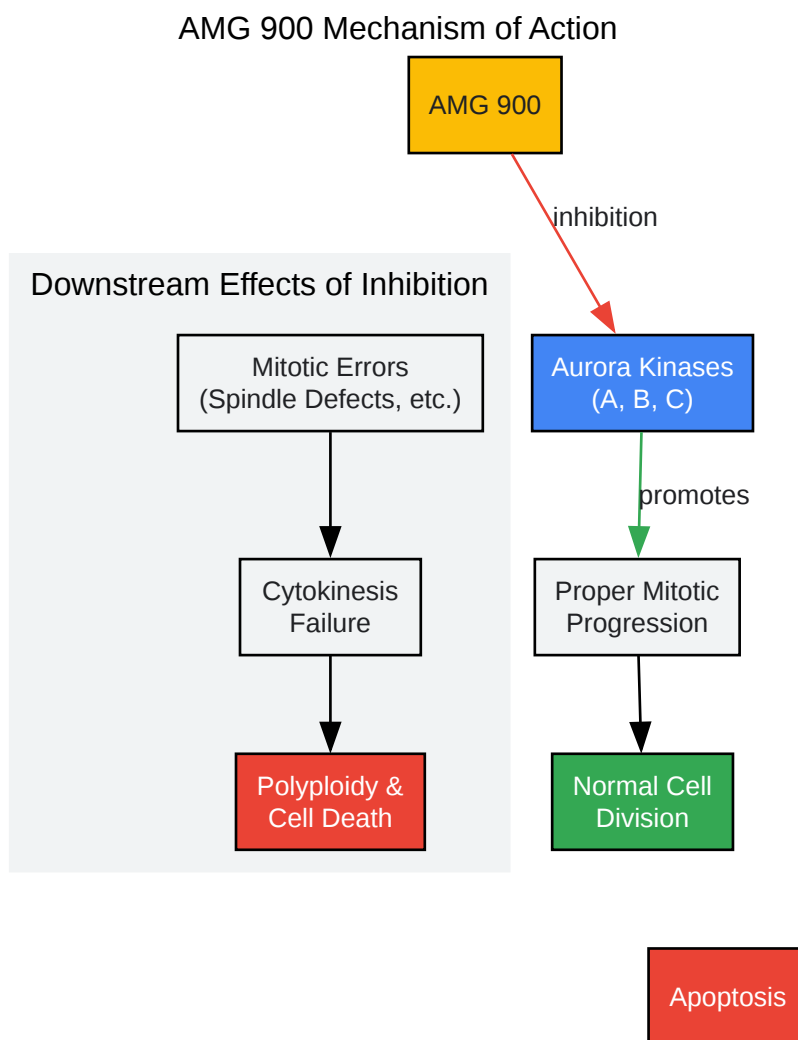 AMG 900 Mechanism of Action
AMG 900
inhibition
Downstream Effects of Inhibition
Mitotic Errors
(Spindle Defects, etc.)
Aurora Kinases
(A, B, C)
promotes
Cytokinesis
Failure
Proper Mitotic
Progression
Polyploidy &
Cell Death
Normal Cell
Division
Apoptosis